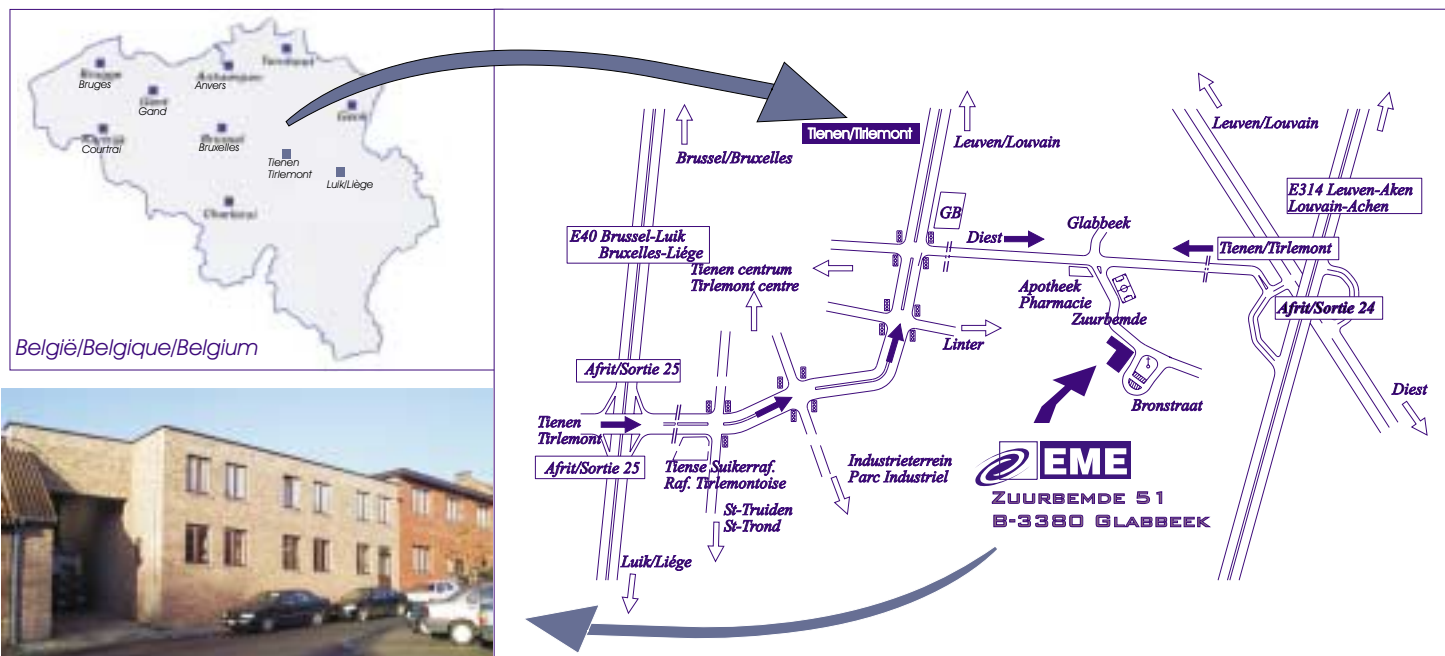 Turnhout
Brugge
Bruges
Antwerpen
Anvers
Gent
Gand
Genk
Kortrijk
Courtrai
Brussel
Bruxelles
Tienen
Tirlemont
Luik/Liège
Charleroi
België/Belgique/Belgium
Tienen/Tirlemont
Brussel/Bruxelles
Leuven/Louvain
Leuven/Louvain
E314 Leuven-Aken
Louvain-Achen
GB
Diest
Glabbeek
Tienen/Tirlemont
E40 Brussel-Luik
Bruxelles-Liége
Tienen centrum
Tirlemont centre
Apotheek
Pharmacie
Zuurbemde
Afrit/Sortie 24
Linter
Afrit/Sortie 25
Diest
Bronstraat
Tienen
Tirlemont
Afrit/Sortie 25
Tiense Suikerraf.
Raf. Tirlemontoise
Industrieterrein
Parc Industriel
EME
Zuurbemde 51
B-3380 Glabbeek
St-Truiden
St-Trond
Luik/Liége